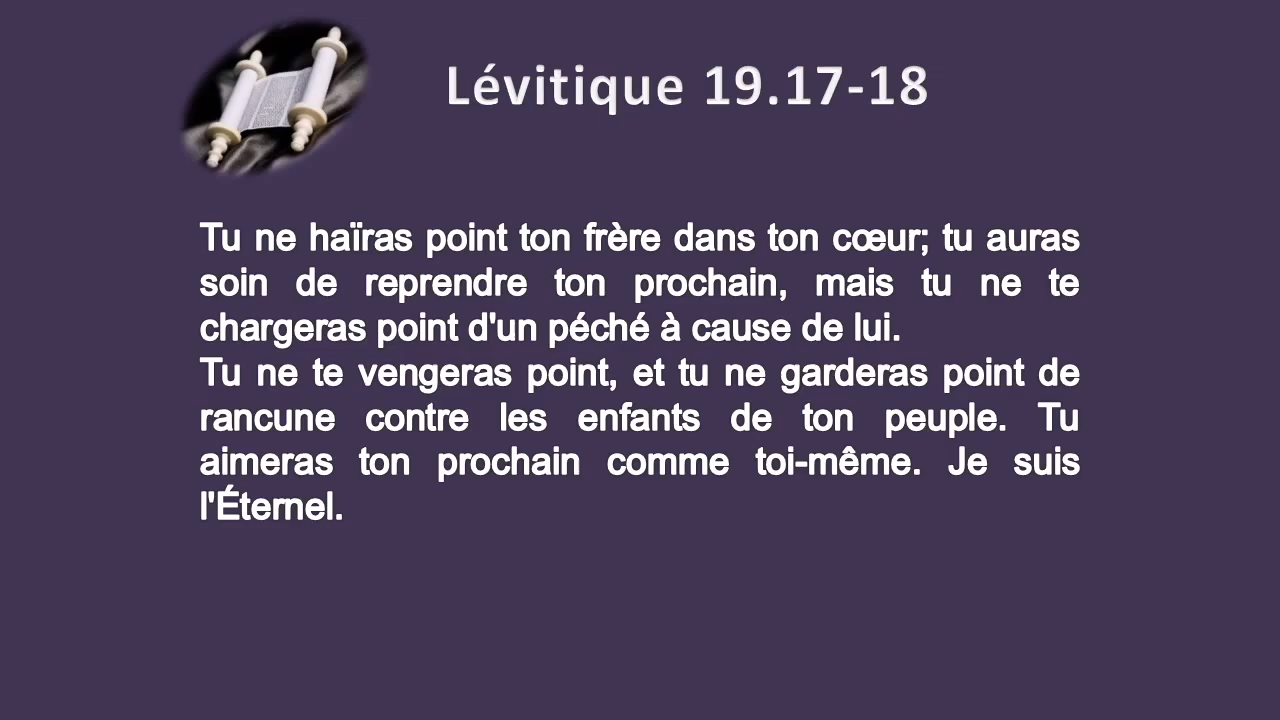 Lévitique 19.17-18
Tu ne haïras point ton frère dans ton cœur; tu auras
soin de reprendre ton prochain, mais tu ne te
chargeras point d'un péché à cause de lui.
Tu ne te vengeras point, et tu ne garderas point de
rancune contre les enfants de ton peuple. Tu
aimeras ton prochain comme toi-même. Je suis
l'Éternel.